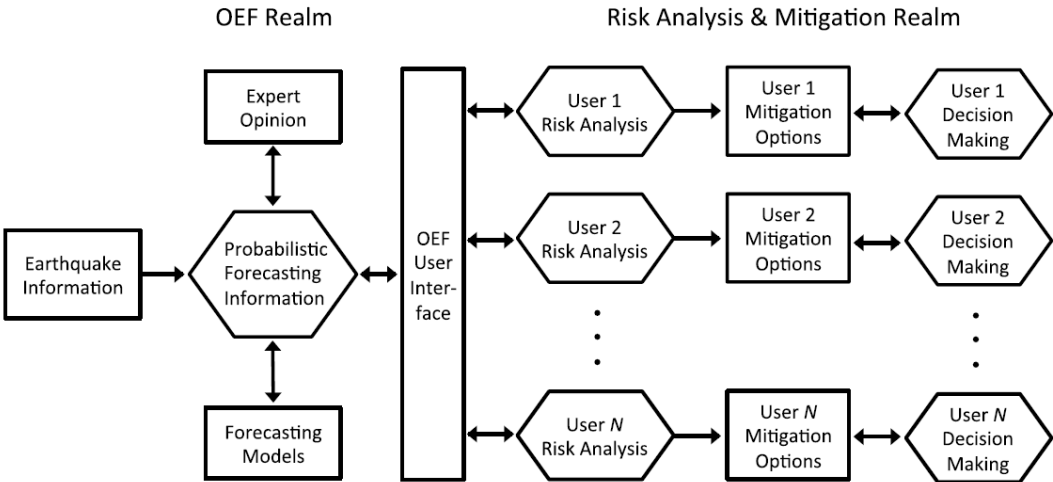 OEF Realm
Risk Analysis & Mitigation Realm
Expert
Opinion
Earthquake
Information
Probabilistic
Forecasting
Information
Forecasting
Models
OEF
User
Inter-
face
User 1
Risk Analysis
User 1
Mitigation
Options
User 1
Decision
Making
User 2
Risk Analysis
User 2
Mitigation
Options
User 2
Decision
Making
User N
Risk Analysis
User N
Mitigation
Options
User N
Decision
Making